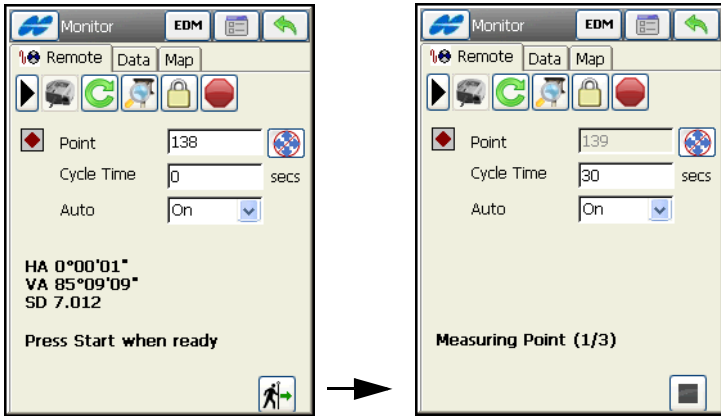 Monitor EDM
Remote Data Map
Point 138
Cycle Time 0 secs
Auto On
HA 0°00'01"
VA 85°09'09"
SD 7.012
Press Start when ready
Monitor EDM
Remote Data Map
Point 139
Cycle Time 30 secs
Auto On
Measuring Point (1/3)